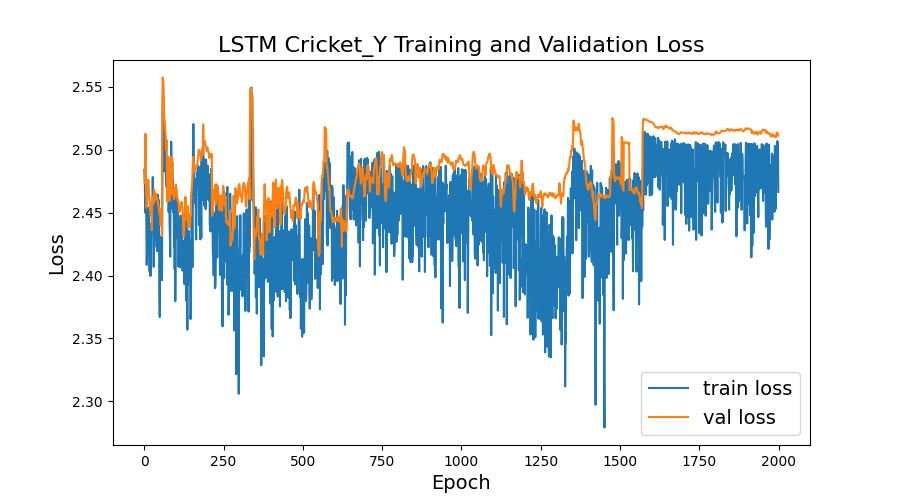 LSTM Cricket_Y Training and Validation Loss
2.55
2.50
2.45
2.40
2.35
2.30
Loss
train loss
val loss
0 250 500 750 1000 1250 1500 1750 2000
Epoch